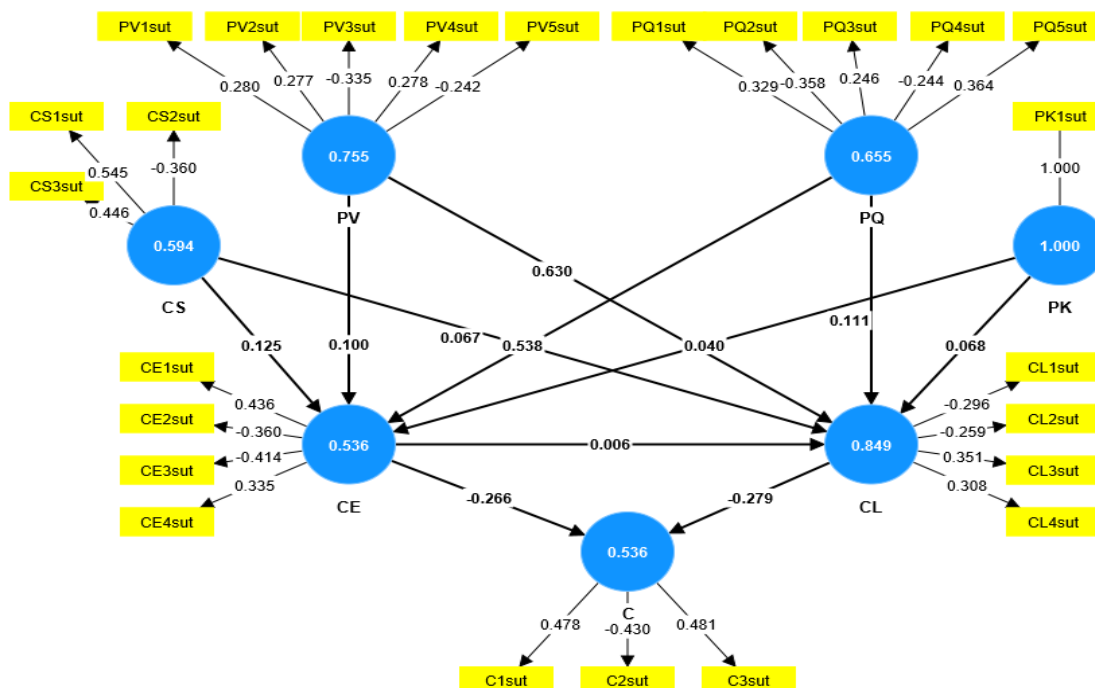 PV1sut PV2sut PV3sut PV4sut PV5sut PQ1sut PQ2sut PQ3sut PQ4sut PQ5sut
0.280 0.277 -0.335 0.278 -0.242 0.329 -0.358 0.246 -0.244 0.364
CS1sut CS2sut PK1sut
0.545 -0.360 1.000
CS3sut 0.446
0.755 0.655
PV PQ
0.594 1.000
CS PK
0.630
0.125 0.100 0.067 0.538 0.040 0.111 0.068
CE1sut 0.436 -0.296 CL1sut
CE2sut -0.360 -0.259 CL2sut
0.536 0.006 0.849
CE3sut -0.414 0.351 CL3sut
CE4sut 0.335 0.308 CL4sut
CE CL
-0.266 -0.279
0.536
C
0.478 -0.430 0.481
C1sut C2sut C3sut